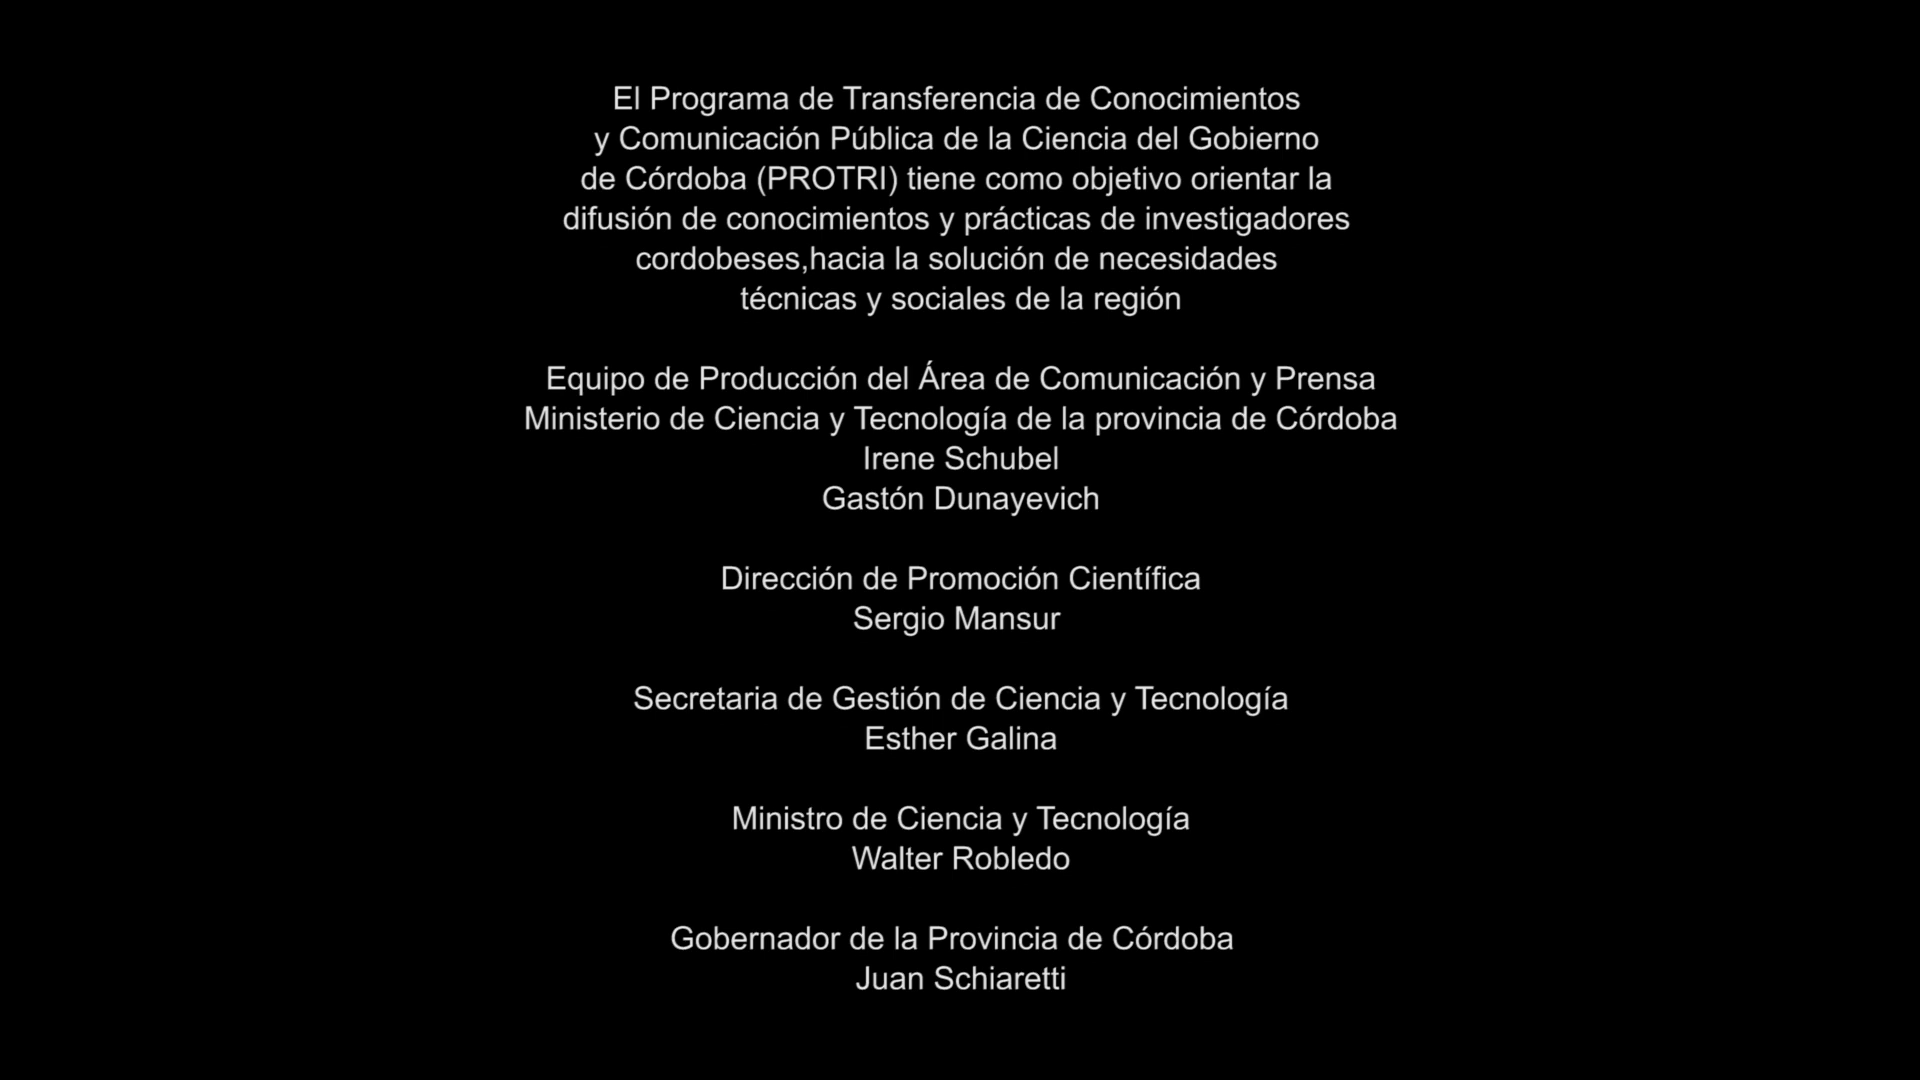 El Programa de Transferencia de Conocimientos
y Comunicación Pública de la Ciencia del Gobierno
de Córdoba (PROTRI) tiene como objetivo orientar la
difusión de conocimientos y prácticas de investigadores
cordobeses,hacia la solución de necesidades
técnicas y sociales de la región
Equipo de Producción del Área de Comunicación y Prensa
Ministerio de Ciencia y Tecnología de la provincia de Córdoba
Irene Schubel
Gastón Dunayevich
Dirección de Promoción Científica
Sergio Mansur
Secretaria de Gestión de Ciencia y Tecnología
Esther Galina
Ministro de Ciencia y Tecnología
Walter Robledo
Gobernador de la Provincia de Córdoba
Juan Schiaretti